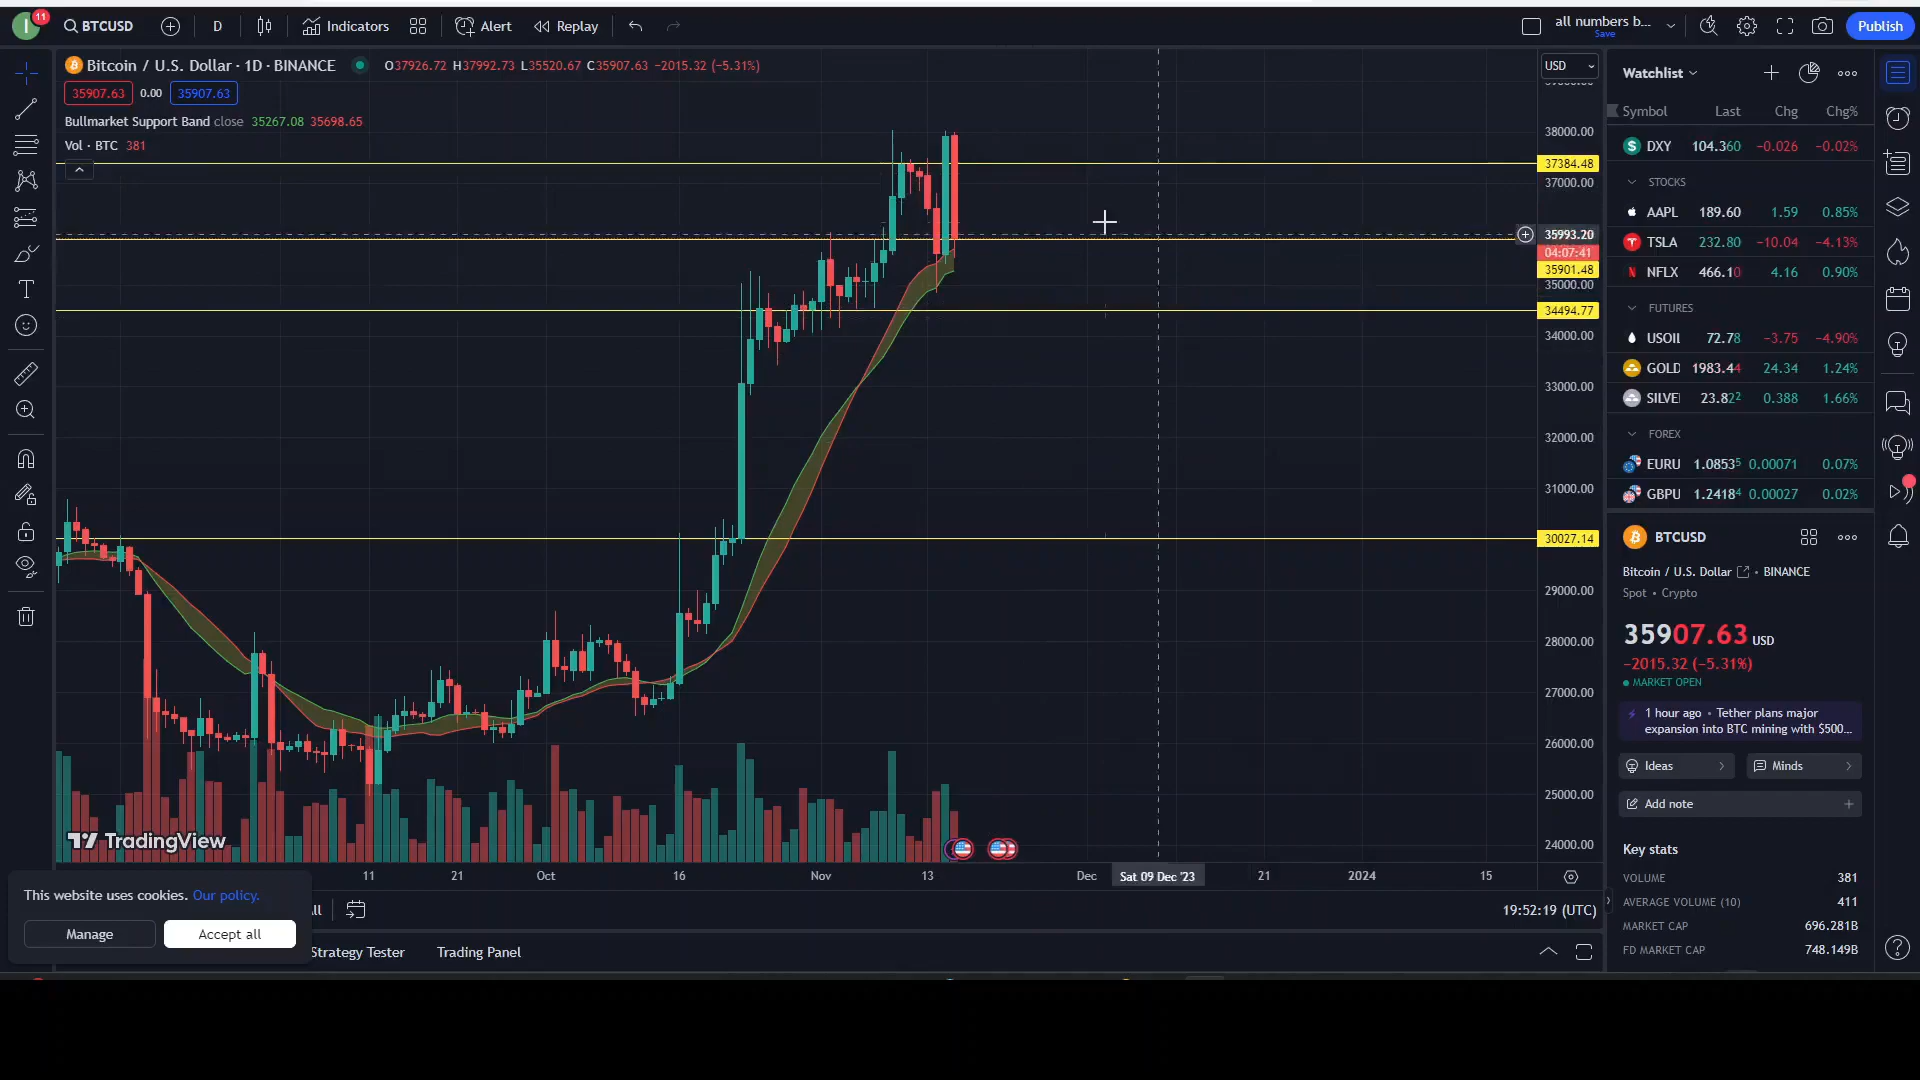 I
11
BTCUSD
D
Indicators
Alert
Replay
all numbers b...
Save
Publish
Bitcoin / U.S. Dollar · 1D · BINANCE
O37926.72 H37992.73 L35520.67 C35907.63 −2015.32 (−5.31%)
35907.63 0.00 35907.63
Bullmarket Support Band close 35267.08 35698.65
Vol · BTC 381
USD
38000.00
37384.48
37000.00
35993.20
04:07:41
35901.48
35000.00
34494.77
34000.00
33000.00
32000.00
31000.00
30027.14
29000.00
28000.00
27000.00
26000.00
25000.00
24000.00
TradingView
11
21
Oct
16
Nov
13
Dec
Sat 09 Dec '23
21
2024
15
This website uses cookies. Our policy.
Manage
Accept all
All
19:52:19 (UTC)
Strategy Tester
Trading Panel
Watchlist
Symbol Last Chg Chg%
DXY 104.360 −0.026 −0.02%
STOCKS
AAPL 189.60 1.59 0.85%
TSLA 232.80 −10.04 −4.13%
NFLX 466.10 4.16 0.90%
FUTURES
USOIL 72.78 −3.75 −4.90%
GOLD 1983.44 24.34 1.24%
SILVE 23.822 0.388 1.66%
FOREX
EURU 1.08535 0.00071 0.07%
GBPU 1.24184 0.00027 0.02%
BTCUSD
Bitcoin / U.S. Dollar • BINANCE
Spot • Crypto
35907.63 USD
−2015.32 (−5.31%)
MARKET OPEN
1 hour ago • Tether plans major
expansion into BTC mining with $500...
Ideas
Minds
Add note
Key stats
VOLUME 381
AVERAGE VOLUME (10) 411
MARKET CAP 696.281B
FD MARKET CAP 748.149B